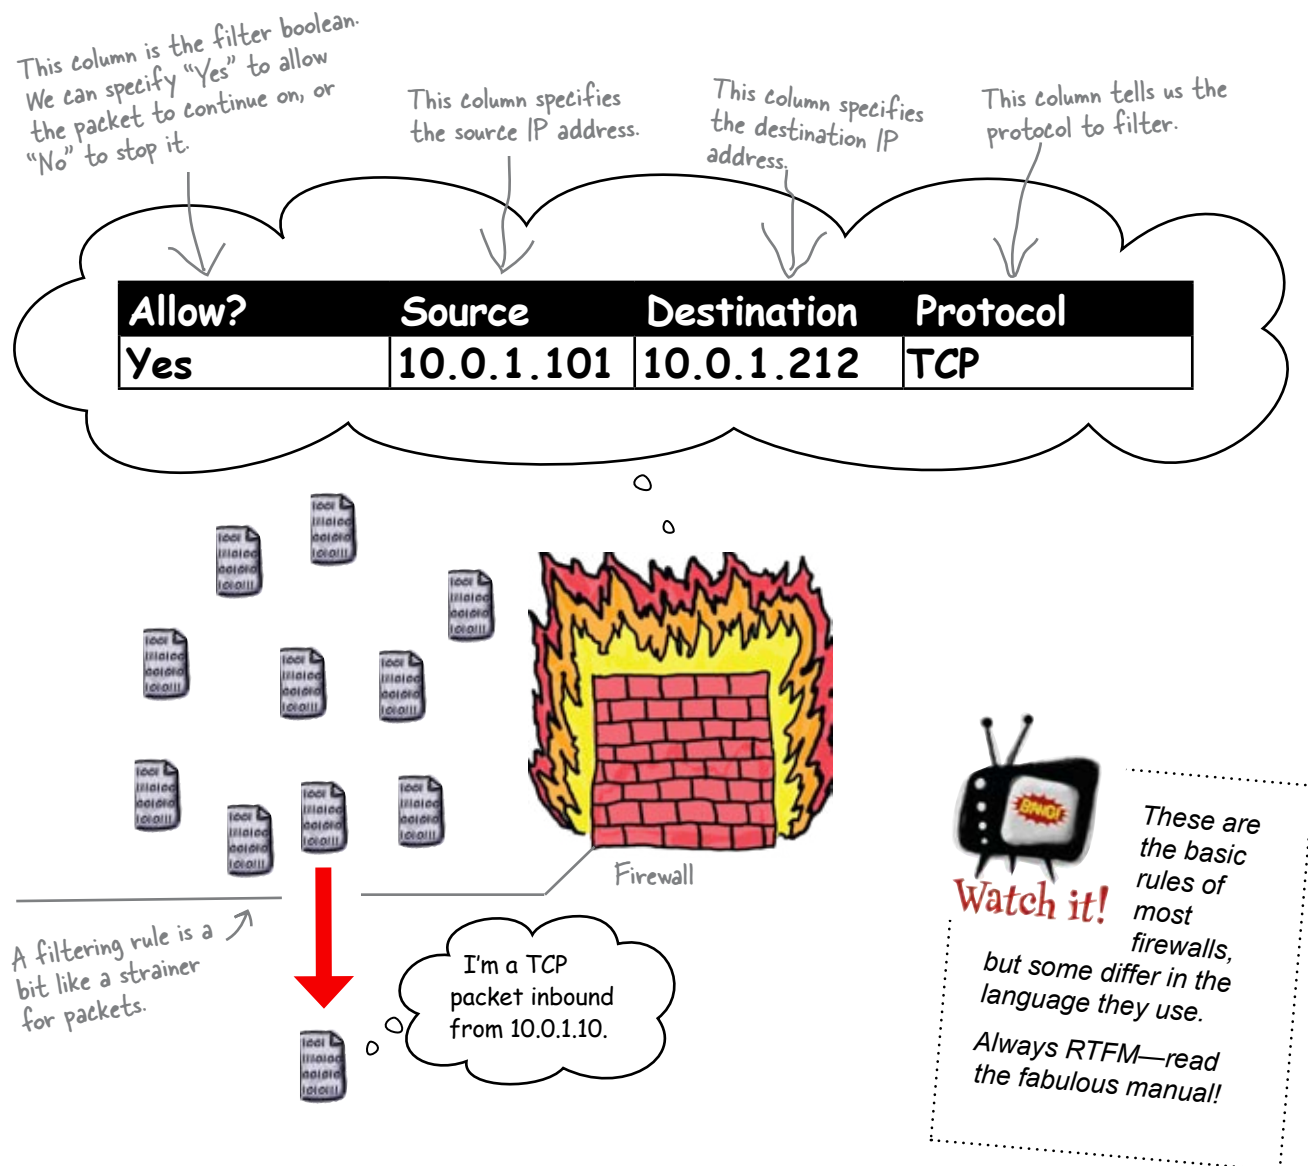 This column is the filter boolean.
We can specify “Yes” to allow
the packet to continue on, or
“No” to stop it.
This column specifies
the source IP address.
This column specifies
the destination IP
address.
This column tells us the
protocol to filter.
Allow? Source Destination Protocol
Yes 10.0.1.101 10.0.1.212 TCP
Firewall
A filtering rule is a
bit like a strainer
for packets.
I'm a TCP
packet inbound
from 10.0.1.10.
BANG!
Watch it!
These are
the basic
rules of
most
firewalls,
but some differ in the
language they use.
Always RTFM—read
the fabulous manual!